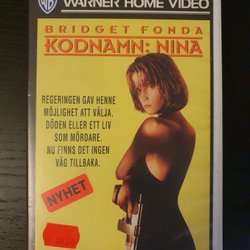 WB WARNER HOME VIDEO
BRIDGET FONDA
KODNAMN: NINA
REGERINGEN GAV HENNE
MÖJLIGHET ATT VÄLJA.
DÖDEN ELLER ETT LIV
SOM MÖRDARE.
NU FINNS DET INGEN
VÄG TILLBAKA.
NYHET